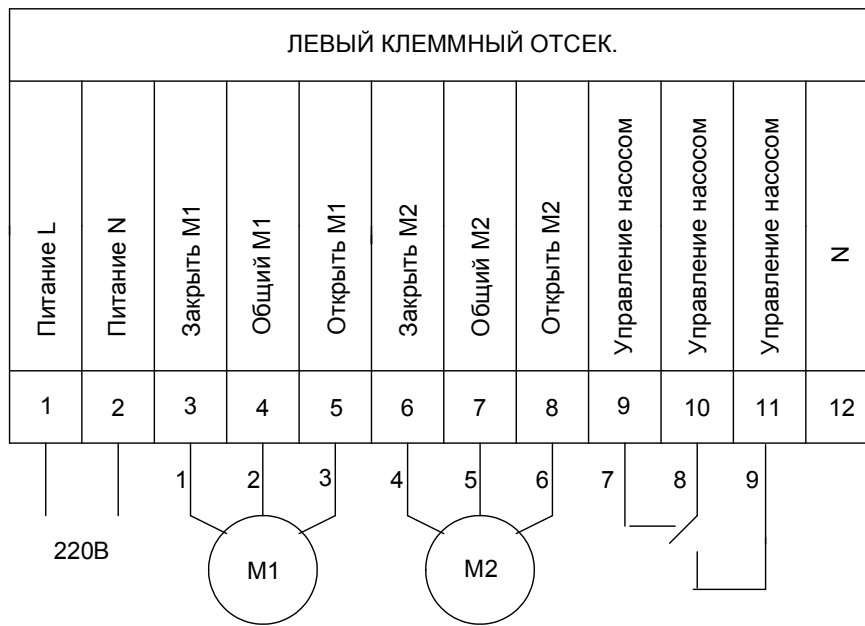 ЛЕВЫЙ КЛЕММНЫЙ ОТСЕК.
Питание L
Питание N
Закрыть М1
Общий М1
Открыть М1
Закрыть М2
Общий М2
Открыть М2
Управление насосом
Управление насосом
Управление насосом
N
1 2 3 4 5 6 7 8 9 10 11 12
1 2 3 4 5 6 7 8 9
220В
М1
М2